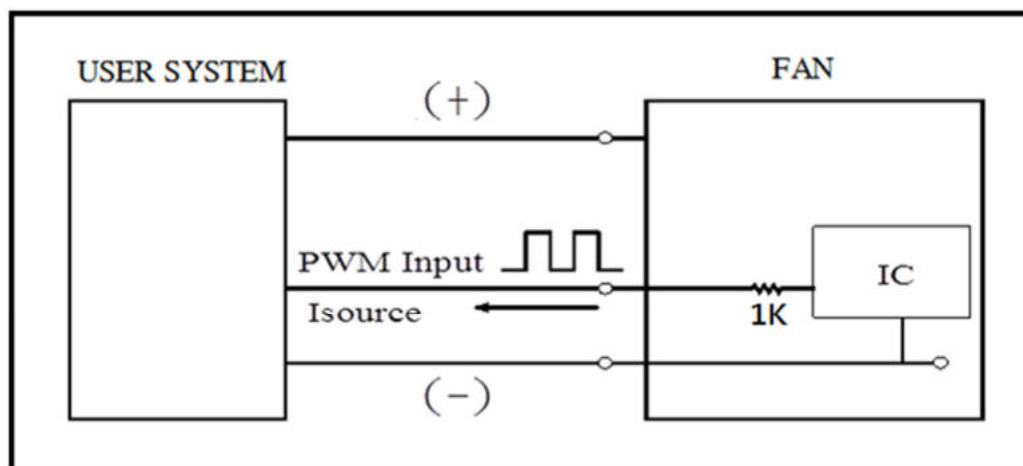 USER SYSTEM
FAN
(+)
PWM Input
IC
Isource
1K
(-)